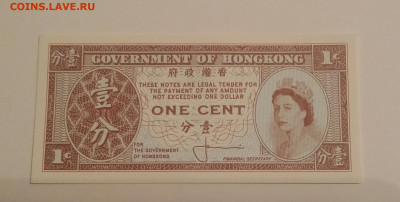 COINS.LAVE.RU
分壹
GOVERNMENT OF HONGKONG
1¢
府政港香
THESE NOTES ARE LEGAL TENDER FOR
THE PAYMENT OF ANY AMOUNT
NOT EXCEEDING ONE DOLLAR
壹分
ONE CENT
分壹
FOR
THE GOVERNMENT
OF HONGKONG
FINANCIAL SECRETARY
1¢
分壹